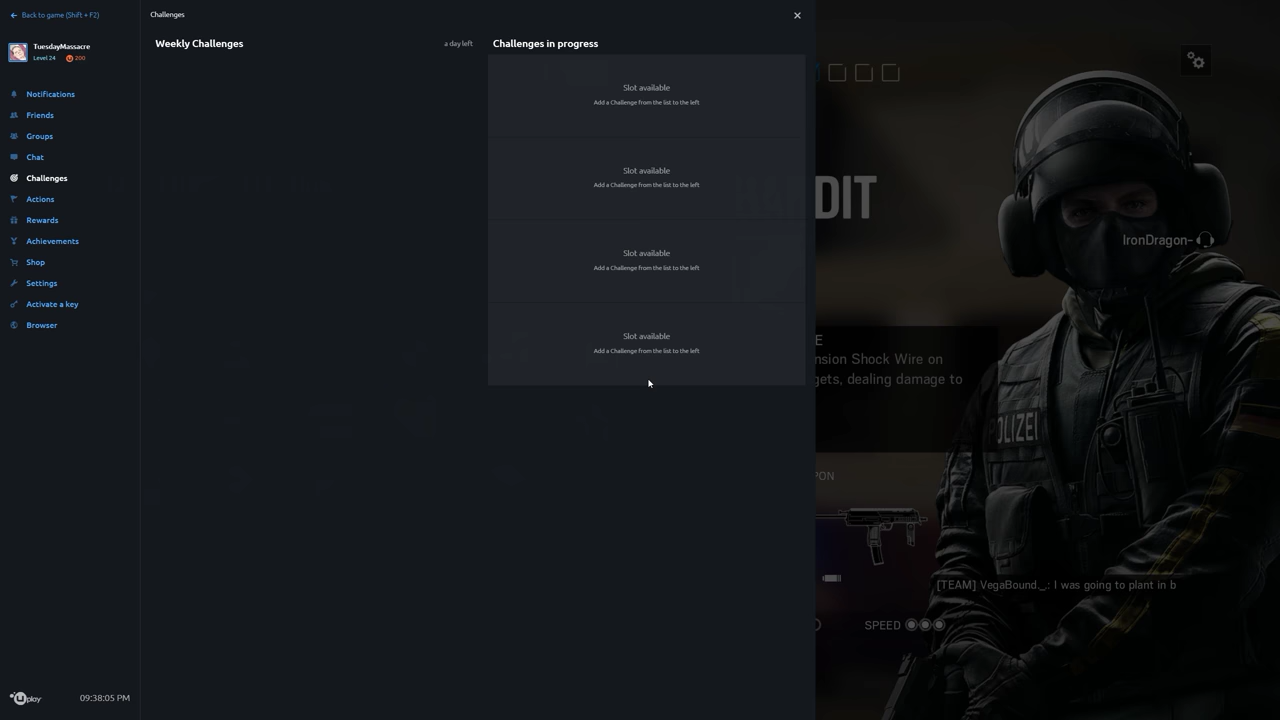 Back to game (Shift + F2)
TuesdayMassacre
Level 24 200
Notifications
Friends
Groups
Chat
Challenges
Actions
Rewards
Achievements
Shop
Settings
Activate a key
Browser
uplay 09:38:05 PM
Challenges
Weekly Challenges a day left
Challenges in progress
Slot available
Add a Challenge from the list to the left
Slot available
Add a Challenge from the list to the left
Slot available
Add a Challenge from the list to the left
Slot available
Add a Challenge from the list to the left
DIT
IronDragon-
E
nsion Shock Wire on
gets, dealing damage to
OLIZEI
PON
[TEAM] VegaBound._.: I was going to plant in b
SPEED